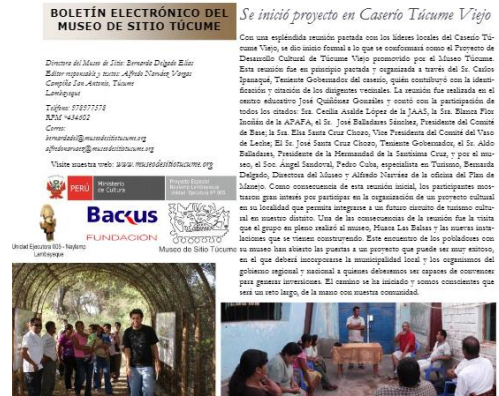 BOLETÍN ELECTRÓNICO DEL
MUSEO DE SITIO TÚCUME
Directora del Museo de Sitio: Bernarda Delgado Elías
Editor responsable y textos: Alfredo Narváez Vargas
Campiña San Antonio, Túcume
Lambayeque
Teléfono: 978977578
RPM *434602
Correo:
bernardadel@museodesitiotucume.org
alfredonarvaez@museodesitiotucume.org
Visite nuestra web: www.museodesitiotucume.org
PERÚ
Ministerio
de Cultura
Proyecto Especial
Naylamp Lambayeque
Unidad Ejecutora Nº 005
Backus
FUNDACIÓN
Unidad Ejecutora 005 - Naylamp
Lambayeque
Museo de Sitio Túcume
Se inició proyecto en Caserío Túcume Viejo
Con una espléndida reunión pactada con los líderes locales del Caserío Tú-
cume Viejo, se dio inicio formal a lo que se conformará como el Proyecto de
Desarrollo Cultural de Túcume Viejo promovido por el Museo Túcume.
Esta reunión fue en principio pactada y organizada a través del Sr. Carlos
Ipanaqué, Teniente Gobernador del caserío, quién contribuyó con la identi-
ficación y citación de los dirigentes vecinales. La reunión fue realizada en el
centro educativo José Quiñónez Gonzáles y contó con la participación de
todos los citados: Sra. Cecilia Asalde López de la JAAS, la Sra. Blanca Flor
Inoñán de la APAFA, el Sr. José Balladares Sánchez, Presidente del Comité
de Base; la Sra. Elsa Santa Cruz Chozo, Vice Presidenta del Comité del Vaso
de Leche; El Sr. José Santa Cruz Chozo, Teniente Gobernador, el Sr. Aldo
Balladares, Presidente de la Hermandad de la Santísima Cruz, y por el mu-
seo, el Soc. Ángel Sandoval, Pedro Cuba, especialista en Turismo, Bernarda
Delgado, Directora del Museo y Alfredo Narváez de la oficina del Plan de
Manejo. Como consecuencia de esta reunión inicial, los participantes mos-
traron gran interés por participar en la organización de un proyecto cultural
en su localidad que permita integrarse a un futuro circuito de turismo cultu-
ral en nuestro distrito. Una de las consecuencias de la reunión fue la visita
que el grupo en pleno realizó al museo, Huaca Las Balsas y las nuevas insta-
laciones que se vienen construyendo. Este encuentro de los pobladores con
su museo han abierto las puertas a un proyecto que puede ser muy exitoso,
en el que deberá incorporarse la municipalidad local y los organismos del
gobierno regional y nacional a quienes deberemos ser capaces de convencer
para generar inversiones. El camino se ha iniciado y somos conscientes que
será un reto largo, de la mano con nuestra comunidad.